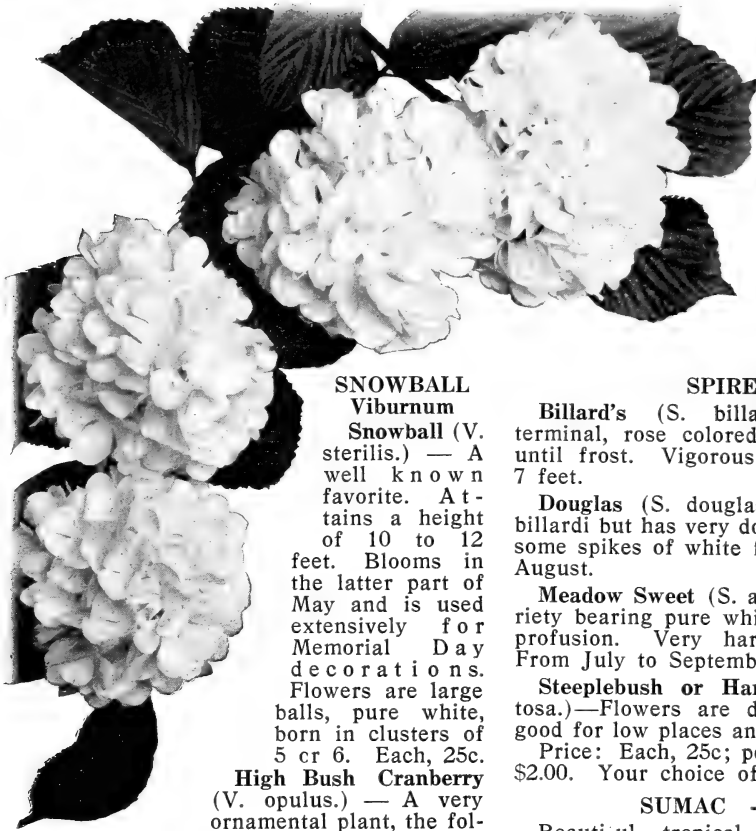 SNOWBALL
Viburnum
Snowball (V.
sterilis.) — A
well known
favorite. At-
tains a height
of 10 to 12
feet. Blooms in
the latter part of
May and is used
extensively for
Memorial Day
decorations.
Flowers are large
balls, pure white,
born in clusters of
5 cr 6. Each, 25c.
High Bush Cranberry
(V. opulus.) — A very
ornamental plant, the fol-
SPIRE
Billard's (S. billa
terminal, rose colored
until frost. Vigorous
7 feet.
Douglas (S. dougla
billardi but has very do
some spikes of white
August.
Meadow Sweet (S. a
riety bearing pure whi
profusion. Very har
From July to Septemb
Steeplebush or Har
tosa.)—Flowers are d
good for low places an
Price: Each, 25c; p
$2.00. Your choice of
SUMAC -
tropical